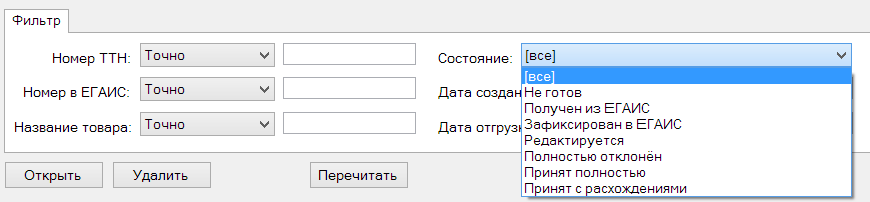 Фильтр
Номер ТТН: Точно Состояние: [все]
[все]
Номер в ЕГАИС: Точно Дата создан Не готов
Получен из ЕГАИС
Название товара: Точно Дата отгрузк Зафиксирован в ЕГАИС
Редактируется
Полностью отклонён
Открыть Удалить Перечитать Принят полностью
Принят с расхождениями